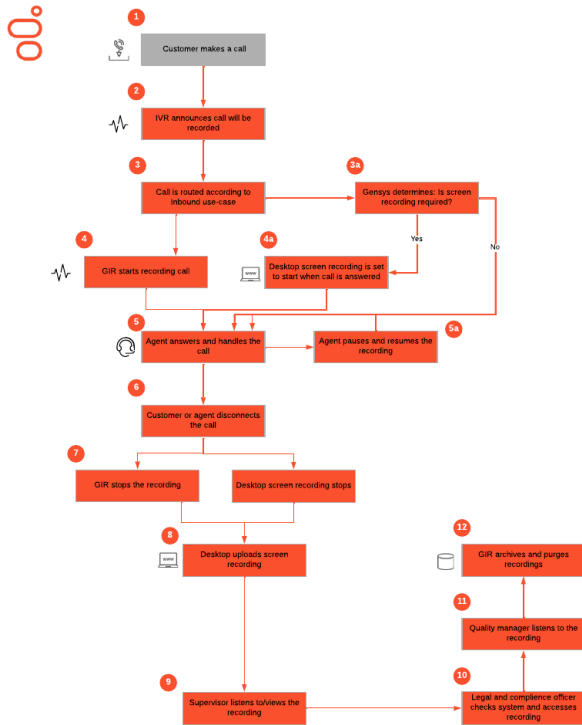 1
Customer makes a call
2
IVR announces call will be
recorded
3
Call is routed according to
inbound use-case
3a
Gensys determines: Is screen
recording required?
Yes
No
4
GIR starts recording call
4a
www
Desktop screen recording is set
to start when call is answered
5
Agent answers and handles the
call
5a
Agent pauses and resumes the
recording
6
Customer or agent disconnects
the call
7
GIR stops the recording
Desktop screen recording stops
8
www
Desktop uploads screen
recording
9
Supervisor listens to/views the
recording
10
Legal and complience officer
checks system and accesses
recording
11
Quality manager listens to the
recording
12
GIR archives and purges
recordings